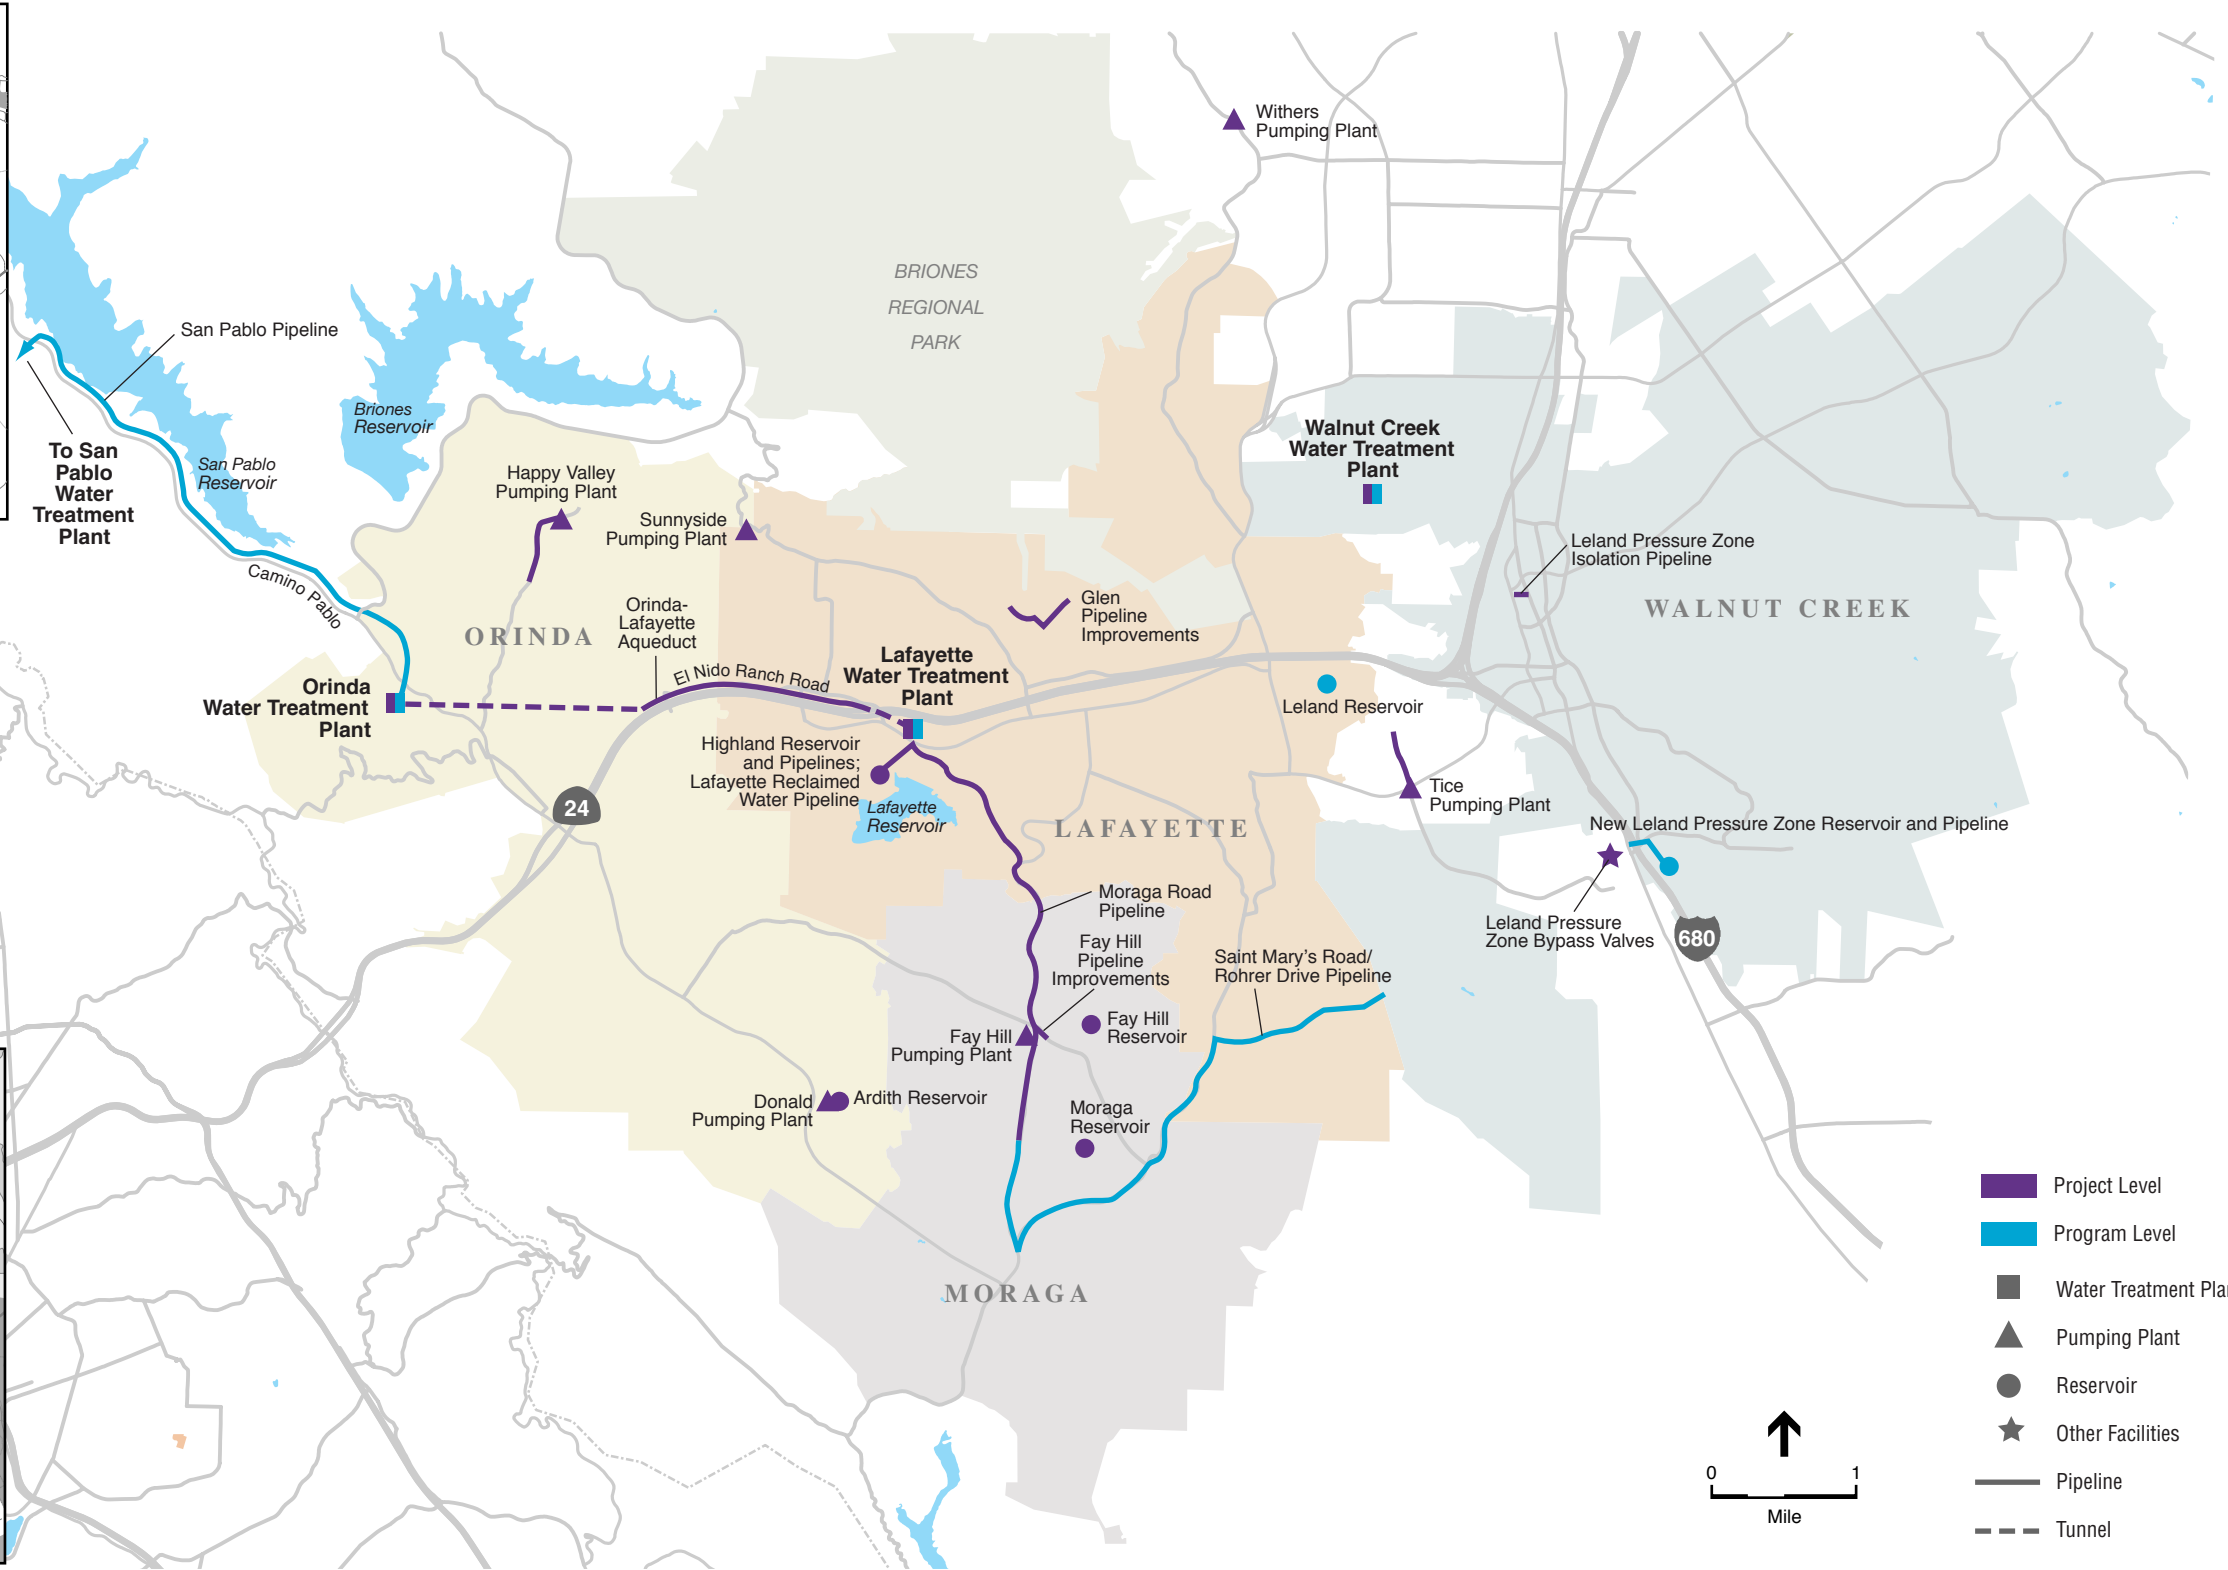 Withers
Pumping Plant
BRIONES
REGIONAL
PARK
San Pablo Pipeline
Briones
Reservoir
To San
Pablo
Water
Treatment
Plant
San Pablo
Reservoir
Walnut Creek
Water Treatment
Plant
Happy Valley
Pumping Plant
Sunnyside
Pumping Plant
Leland Pressure Zone
Isolation Pipeline
Camino Pablo
Orinda-
Lafayette
Aqueduct
Glen
Pipeline
Improvements
WALNUT CREEK
ORINDA
El Nido Ranch Road
Lafayette
Water Treatment
Plant
Orinda
Water Treatment
Plant
Leland Reservoir
Highland Reservoir
and Pipelines;
Lafayette Reclaimed
Water Pipeline
Lafayette
Reservoir
24
Tice
Pumping Plant
LAFAYETTE
New Leland Pressure Zone Reservoir and Pipeline
Moraga Road
Pipeline
Leland Pressure
Zone Bypass Valves
680
Fay Hill
Pipeline
Improvements
Saint Mary's Road/
Rohrer Drive Pipeline
Fay Hill
Reservoir
Fay Hill
Pumping Plant
Donald
Pumping Plant
Ardith Reservoir
Moraga
Reservoir
MORAGA
Project Level
Program Level
Water Treatment Pla
Pumping Plant
Reservoir
Other Facilities
Pipeline
Tunnel
0 1
Mile